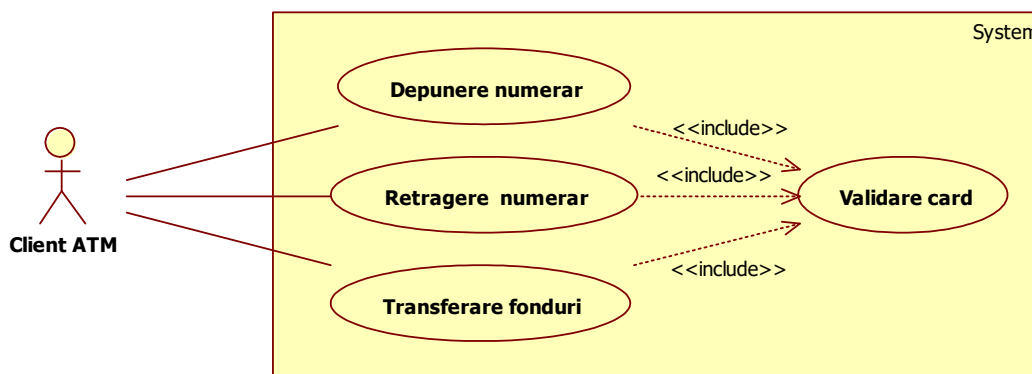 System
Depunere numerar
<<include>>
<<include>>
Retragere numerar
Validare card
Client ATM
<<include>>
Transferare fonduri